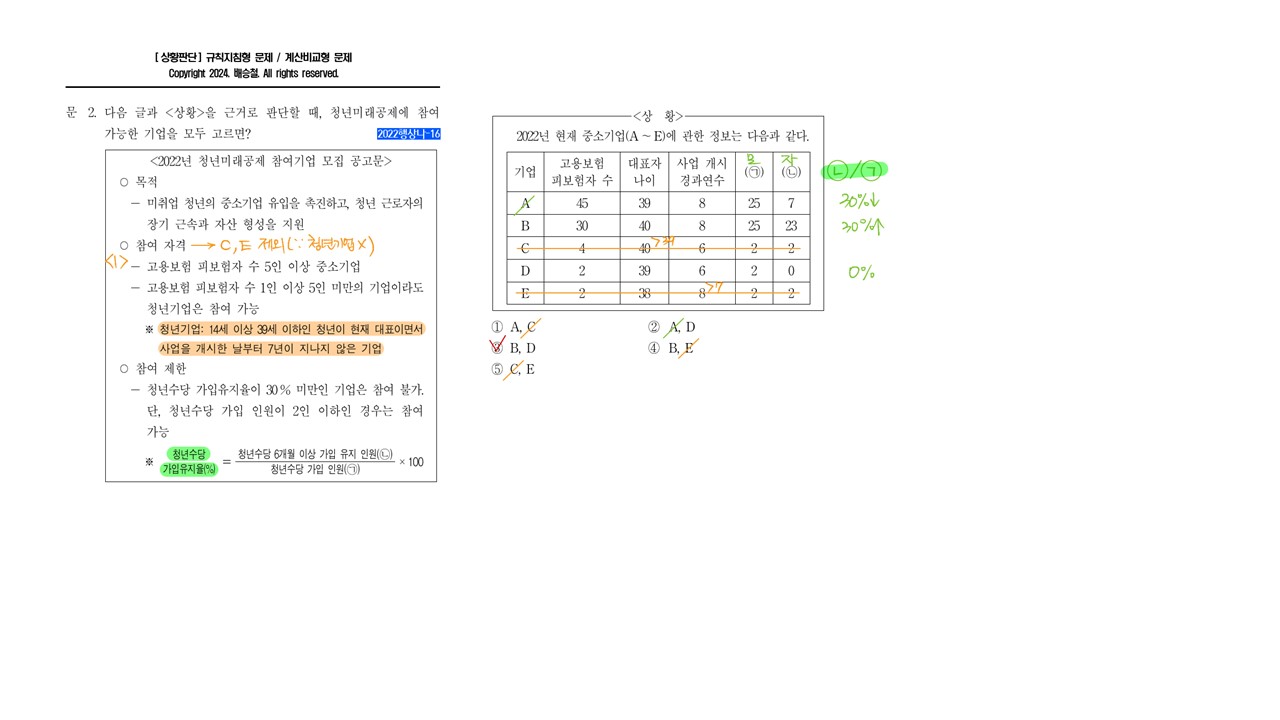 [상황판단] 규칙지침형 문제 / 계산비교형 문제
Copyright 2024. 배승철. All rights reserved.
문 2. 다음 글과 <상황>을 근거로 판단할 때, 청년미래공제에 참여
가능한 기업을 모두 고르면? 2022행상나-16
<2022년 청년미래공제 참여기업 모집 공고문>
○ 목적
－ 미취업 청년의 중소기업 유입을 촉진하고, 청년 근로자의
장기 근속과 자산 형성을 지원
○ 참여 자격 → C, E 제외(∵청년기업X)
<1>
－ 고용보험 피보험자 수 5인 이상 중소기업
－ 고용보험 피보험자 수 1인 이상 5인 미만의 기업이라도
청년기업은 참여 가능
※ 청년기업: 14세 이상 39세 이하인 청년이 현재 대표이면서
사업을 개시한 날부터 7년이 지나지 않은 기업
○ 참여 제한
－ 청년수당 가입유지율이 30% 미만인 기업은 참여 불가.
단, 청년수당 가입 인원이 2인 이하인 경우는 참여
가능
※ 청년수당 가입유지율(%) = 청년수당 6개월 이상 가입 유지 인원(㉡) / 청년수당 가입 인원(㉠) × 100
<상 황>
2022년 현재 중소기업(A～E)에 관한 정보는 다음과 같다.
기업 고용보험 피보험자 수 대표자 나이 사업 개시 경과연수 모 (㉠) 자 (㉡) ㉡/㉠
A 45 39 8 25 7 30%↓
B 30 40 8 25 23 30%↑
C 4 40 >39 6 2 2
D 2 39 6 2 0 0%
E 2 38 8 >7 2 2
① A, C ② A, D
③ B, D ④ B, E
⑤ C, E